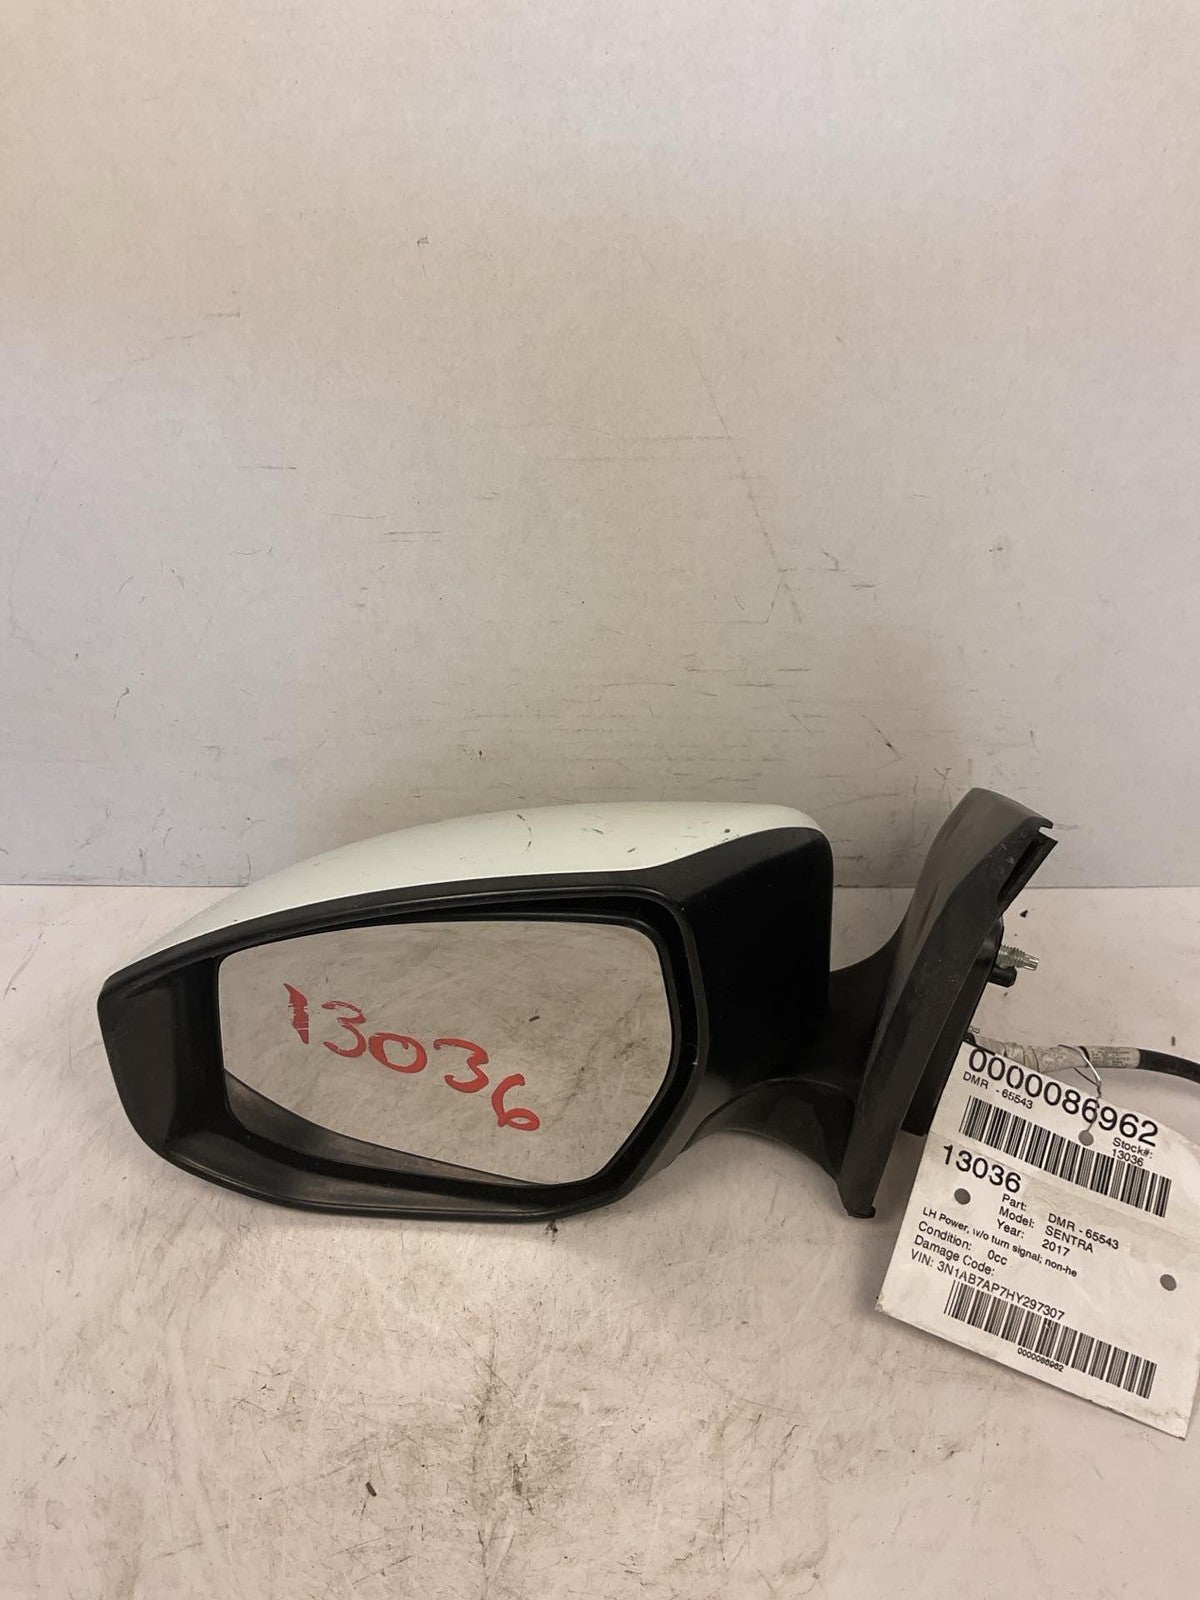 13036
0000086962
DMR - 65543
Stock#:
13036
13036
Part: DMR - 65543
Model: SENTRA
Year: 2017
LH Power, w/o turn signal; non-he
Condition: 0cc
Damage Code:
VIN: 3N1AB7AP7HY297307
0000086962